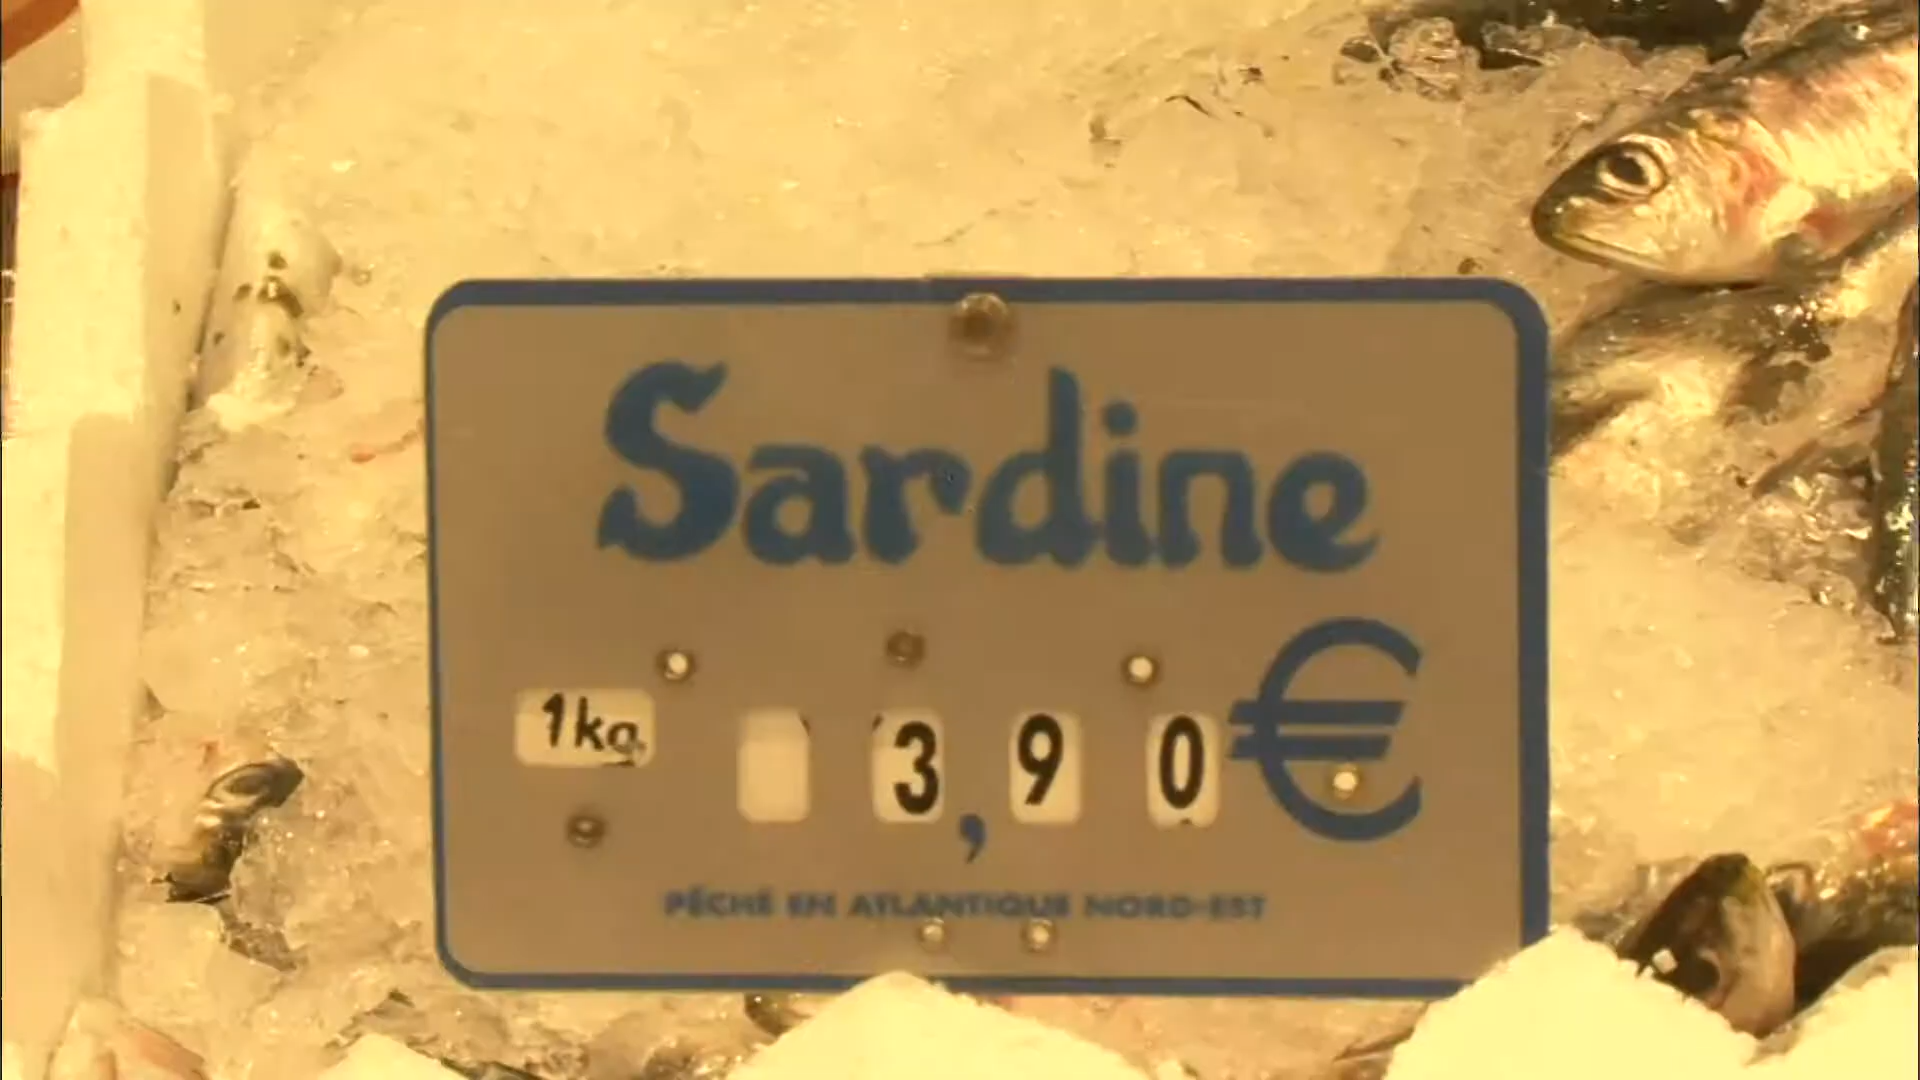 Sardine
1kg 3,90€
PÊCHÉ EN ATLANTIQUE NORD-EST